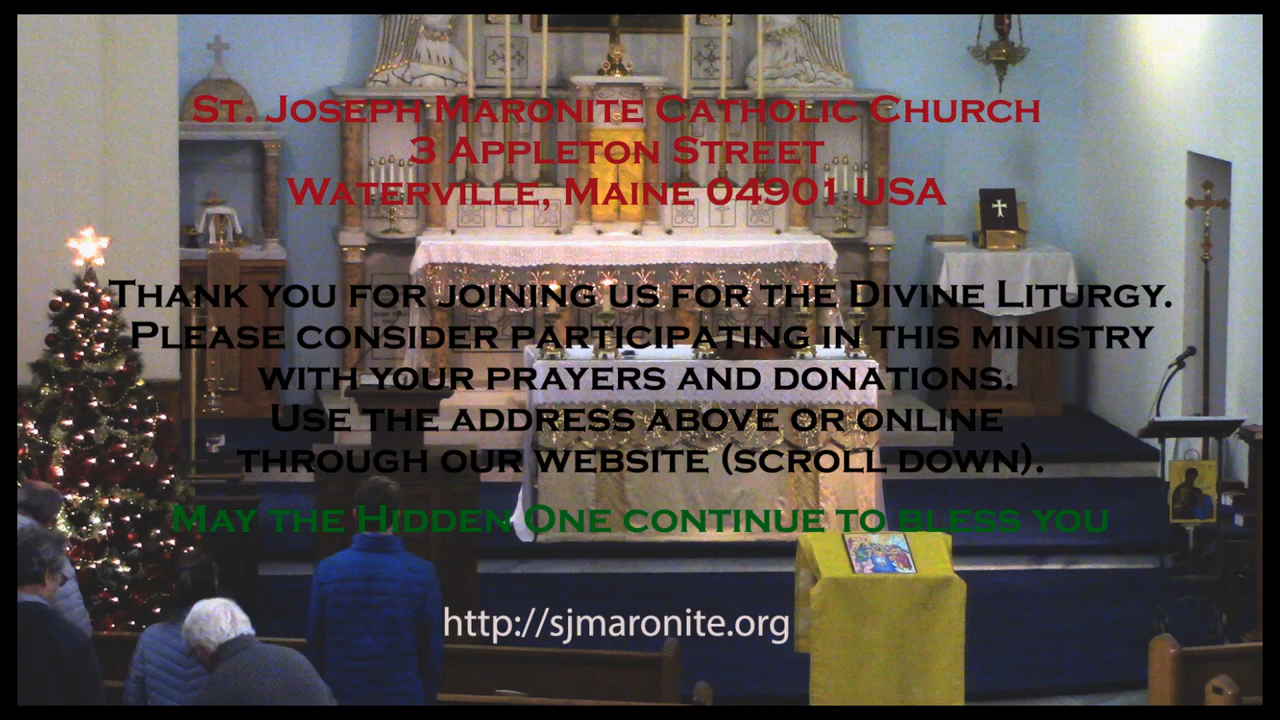 St. Joseph Maronite Catholic Church
3 Appleton Street
Waterville, Maine 04901 USA
Thank you for joining us for the Divine Liturgy.
Please consider participating in this ministry
with your prayers and donations.
Use the address above or online
through our website (scroll down).
May the Hidden One continue to bless you
http://sjmaronite.org